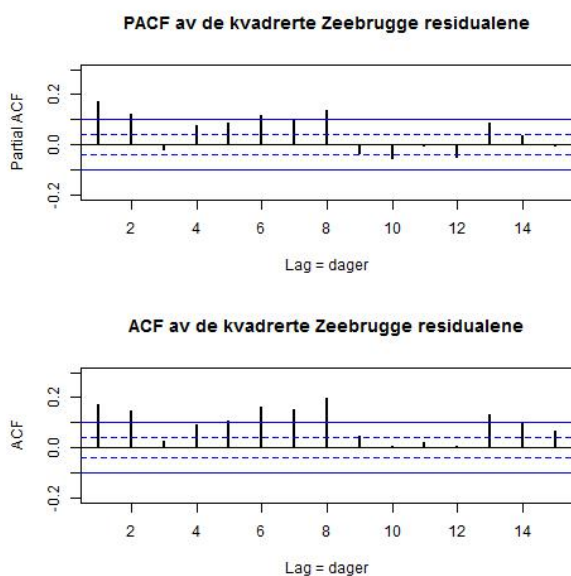 PACF av de kvadrerte Zeebrugge residualene
Partial ACF
0.2
0.0
-0.2
2 4 6 8 10 12 14
Lag = dager
ACF av de kvadrerte Zeebrugge residualene
ACF
0.2
0.0
-0.2
2 4 6 8 10 12 14
Lag = dager